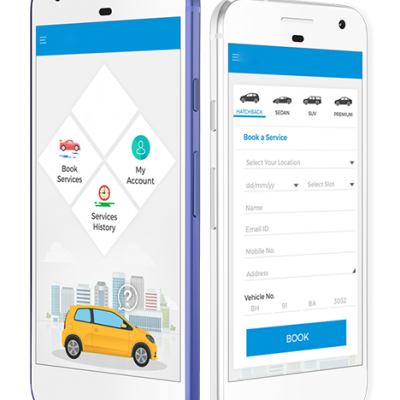 Book
Services
My
Account
Services
History
HATCHBACK SEDAN SUV PREMIUM
Book a Service
Select Your Location
dd/mm/yy Select Slot
Name
Email ID
Mobile No.
Address
Vehicle No.
BH 91 BA 3002
BOOK